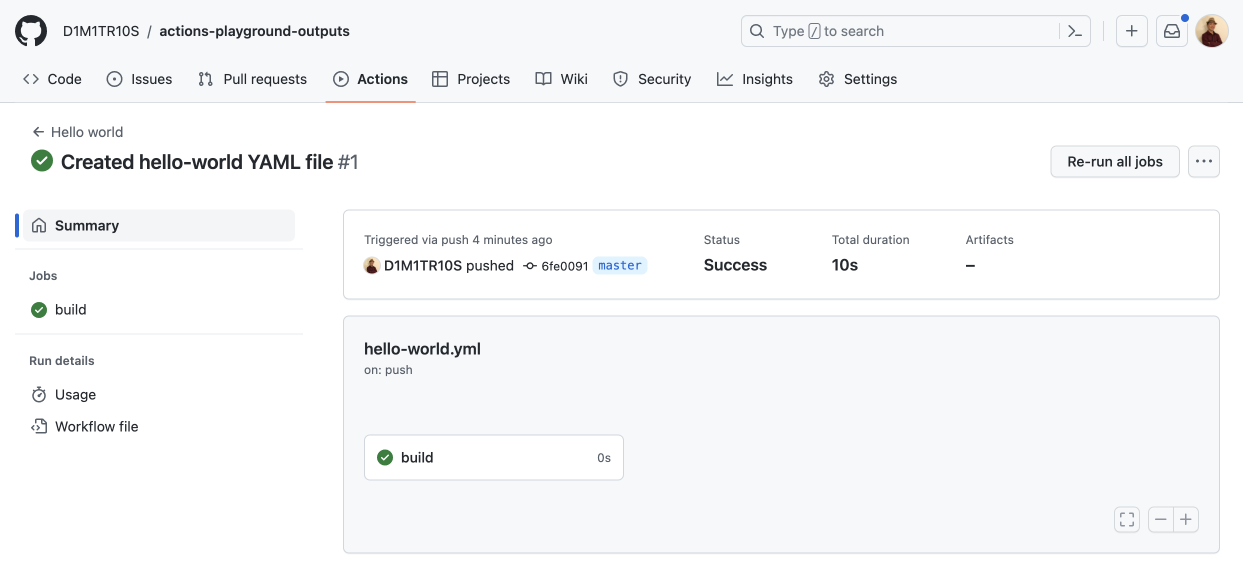 D1M1TR10S / actions-playground-outputs
Type / to search
Code Issues Pull requests Actions Projects Wiki Security Insights Settings
Hello world
Created hello-world YAML file #1
Re-run all jobs
Summary
Jobs
build
Run details
Usage
Workflow file
Triggered via push 4 minutes ago
D1M1TR10S pushed 6fe0091 master
Status
Success
Total duration
10s
Artifacts
–
hello-world.yml
on: push
build 0s